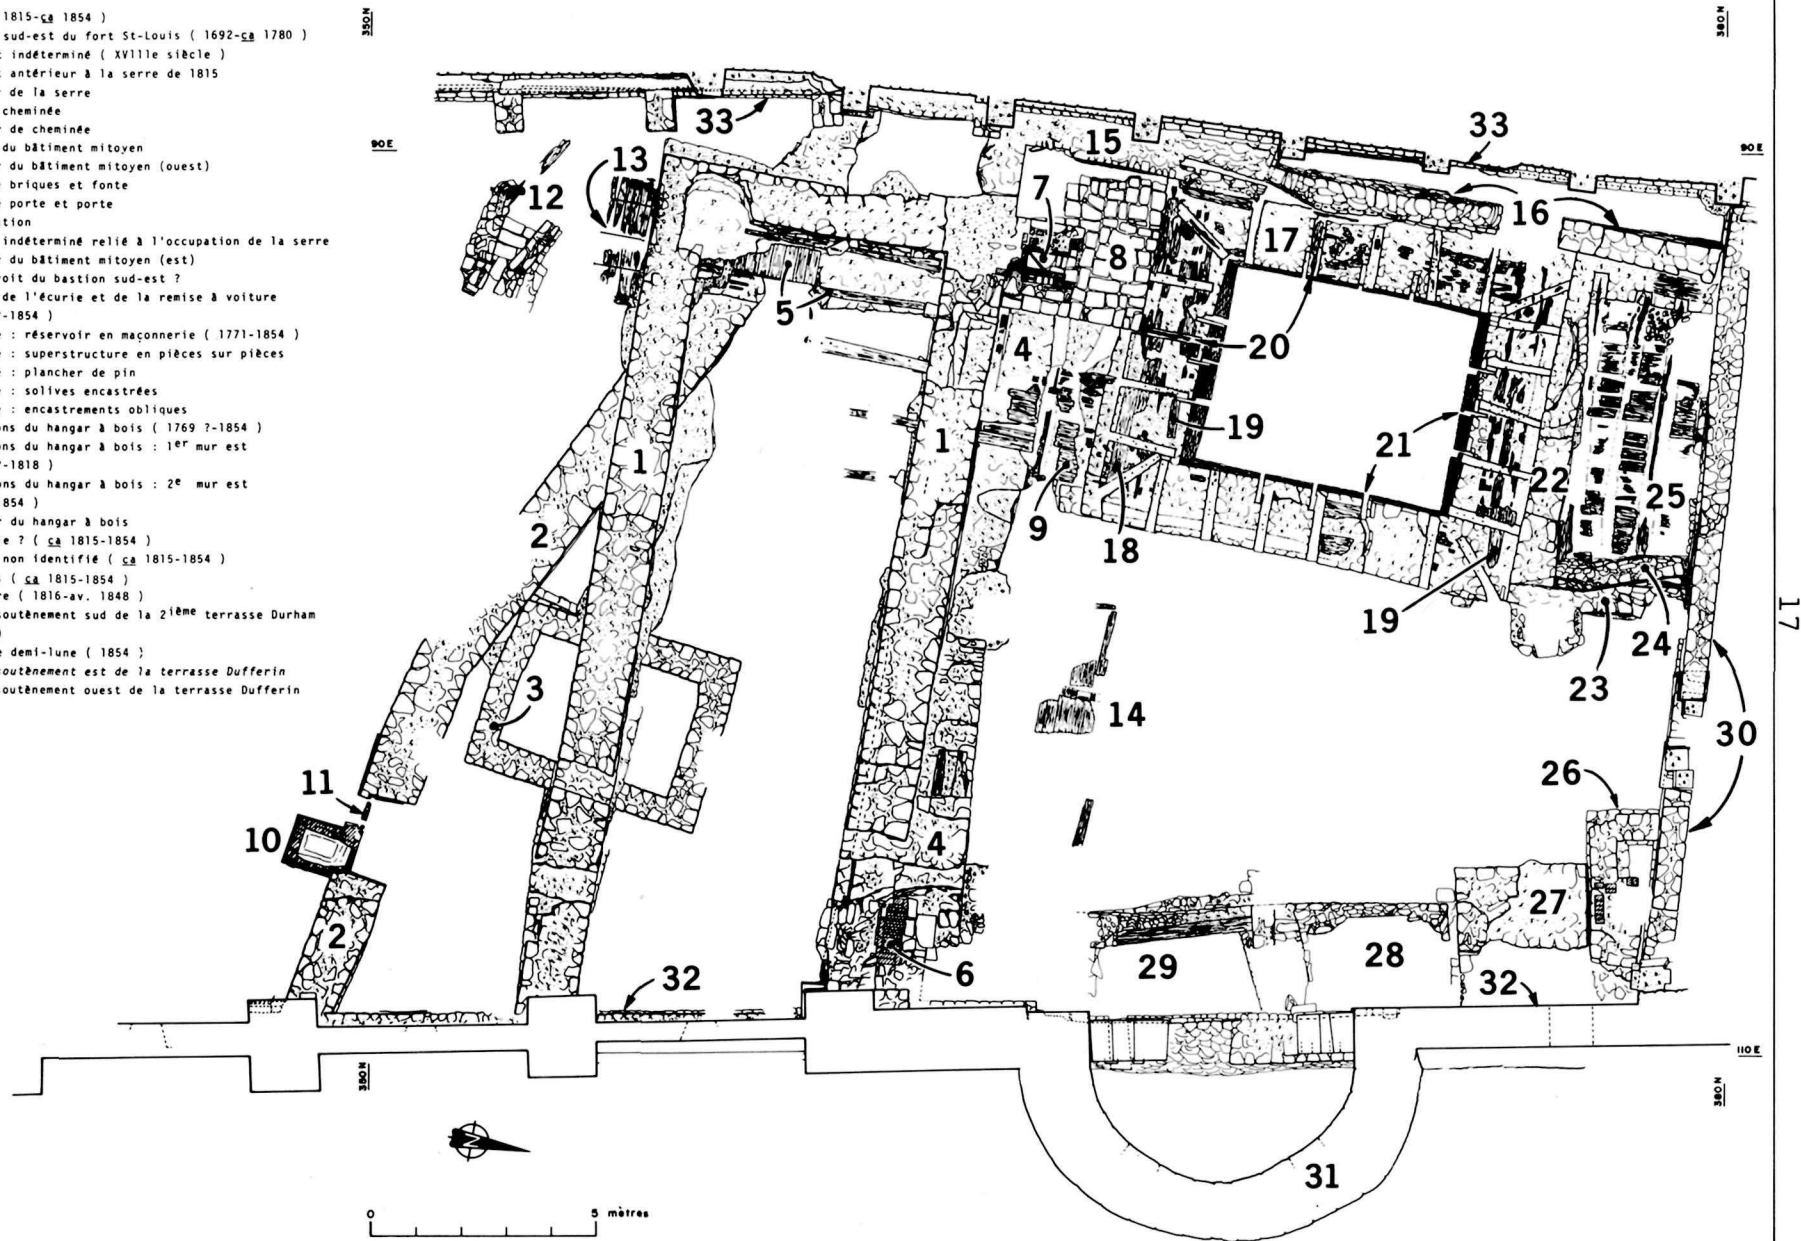 1815-ca 1854 )
sud-est du fort St-Louis ( 1692-ca 1780 )
indéterminé ( XVIIIe siècle )
antérieur à la serre de 1815
de la serre
cheminée
de cheminée
du bâtiment mitoyen
du bâtiment mitoyen (ouest)
briques et fonte
porte et porte
tion
indéterminé relié à l'occupation de la serre
du bâtiment mitoyen (est)
oit du bastion sud-est ?
de l'écurie et de la remise à voiture
-1854 )
: réservoir en maçonnerie ( 1771-1854 )
: superstructure en pièces sur pièces
: plancher de pin
: solives encastrées
: encastrements obliques
ns du hangar à bois ( 1769 ?-1854 )
ns du hangar à bois : 1er mur est
-1818 )
ns du hangar à bois : 2e mur est
854 )
du hangar à bois
e ? ( ca 1815-1854 )
non identifié ( ca 1815-1854 )
( ca 1815-1854 )
re ( 1816-av. 1848 )
soutènement sud de la 2ième terrasse Durham
)
demi-lune ( 1854 )
soutènement est de la terrasse Dufferin
soutènement ouest de la terrasse Dufferin
350N
380N
90E
90E
33
33
15
13
12
7
16
8
17
5
4
20
1
1
19
21
2
9
18
22
25
19
24
23
3
14
30
11
26
10
4
27
2
6
32
29
28
32
350N
110E
380N
N
31
0
5 mètres
17